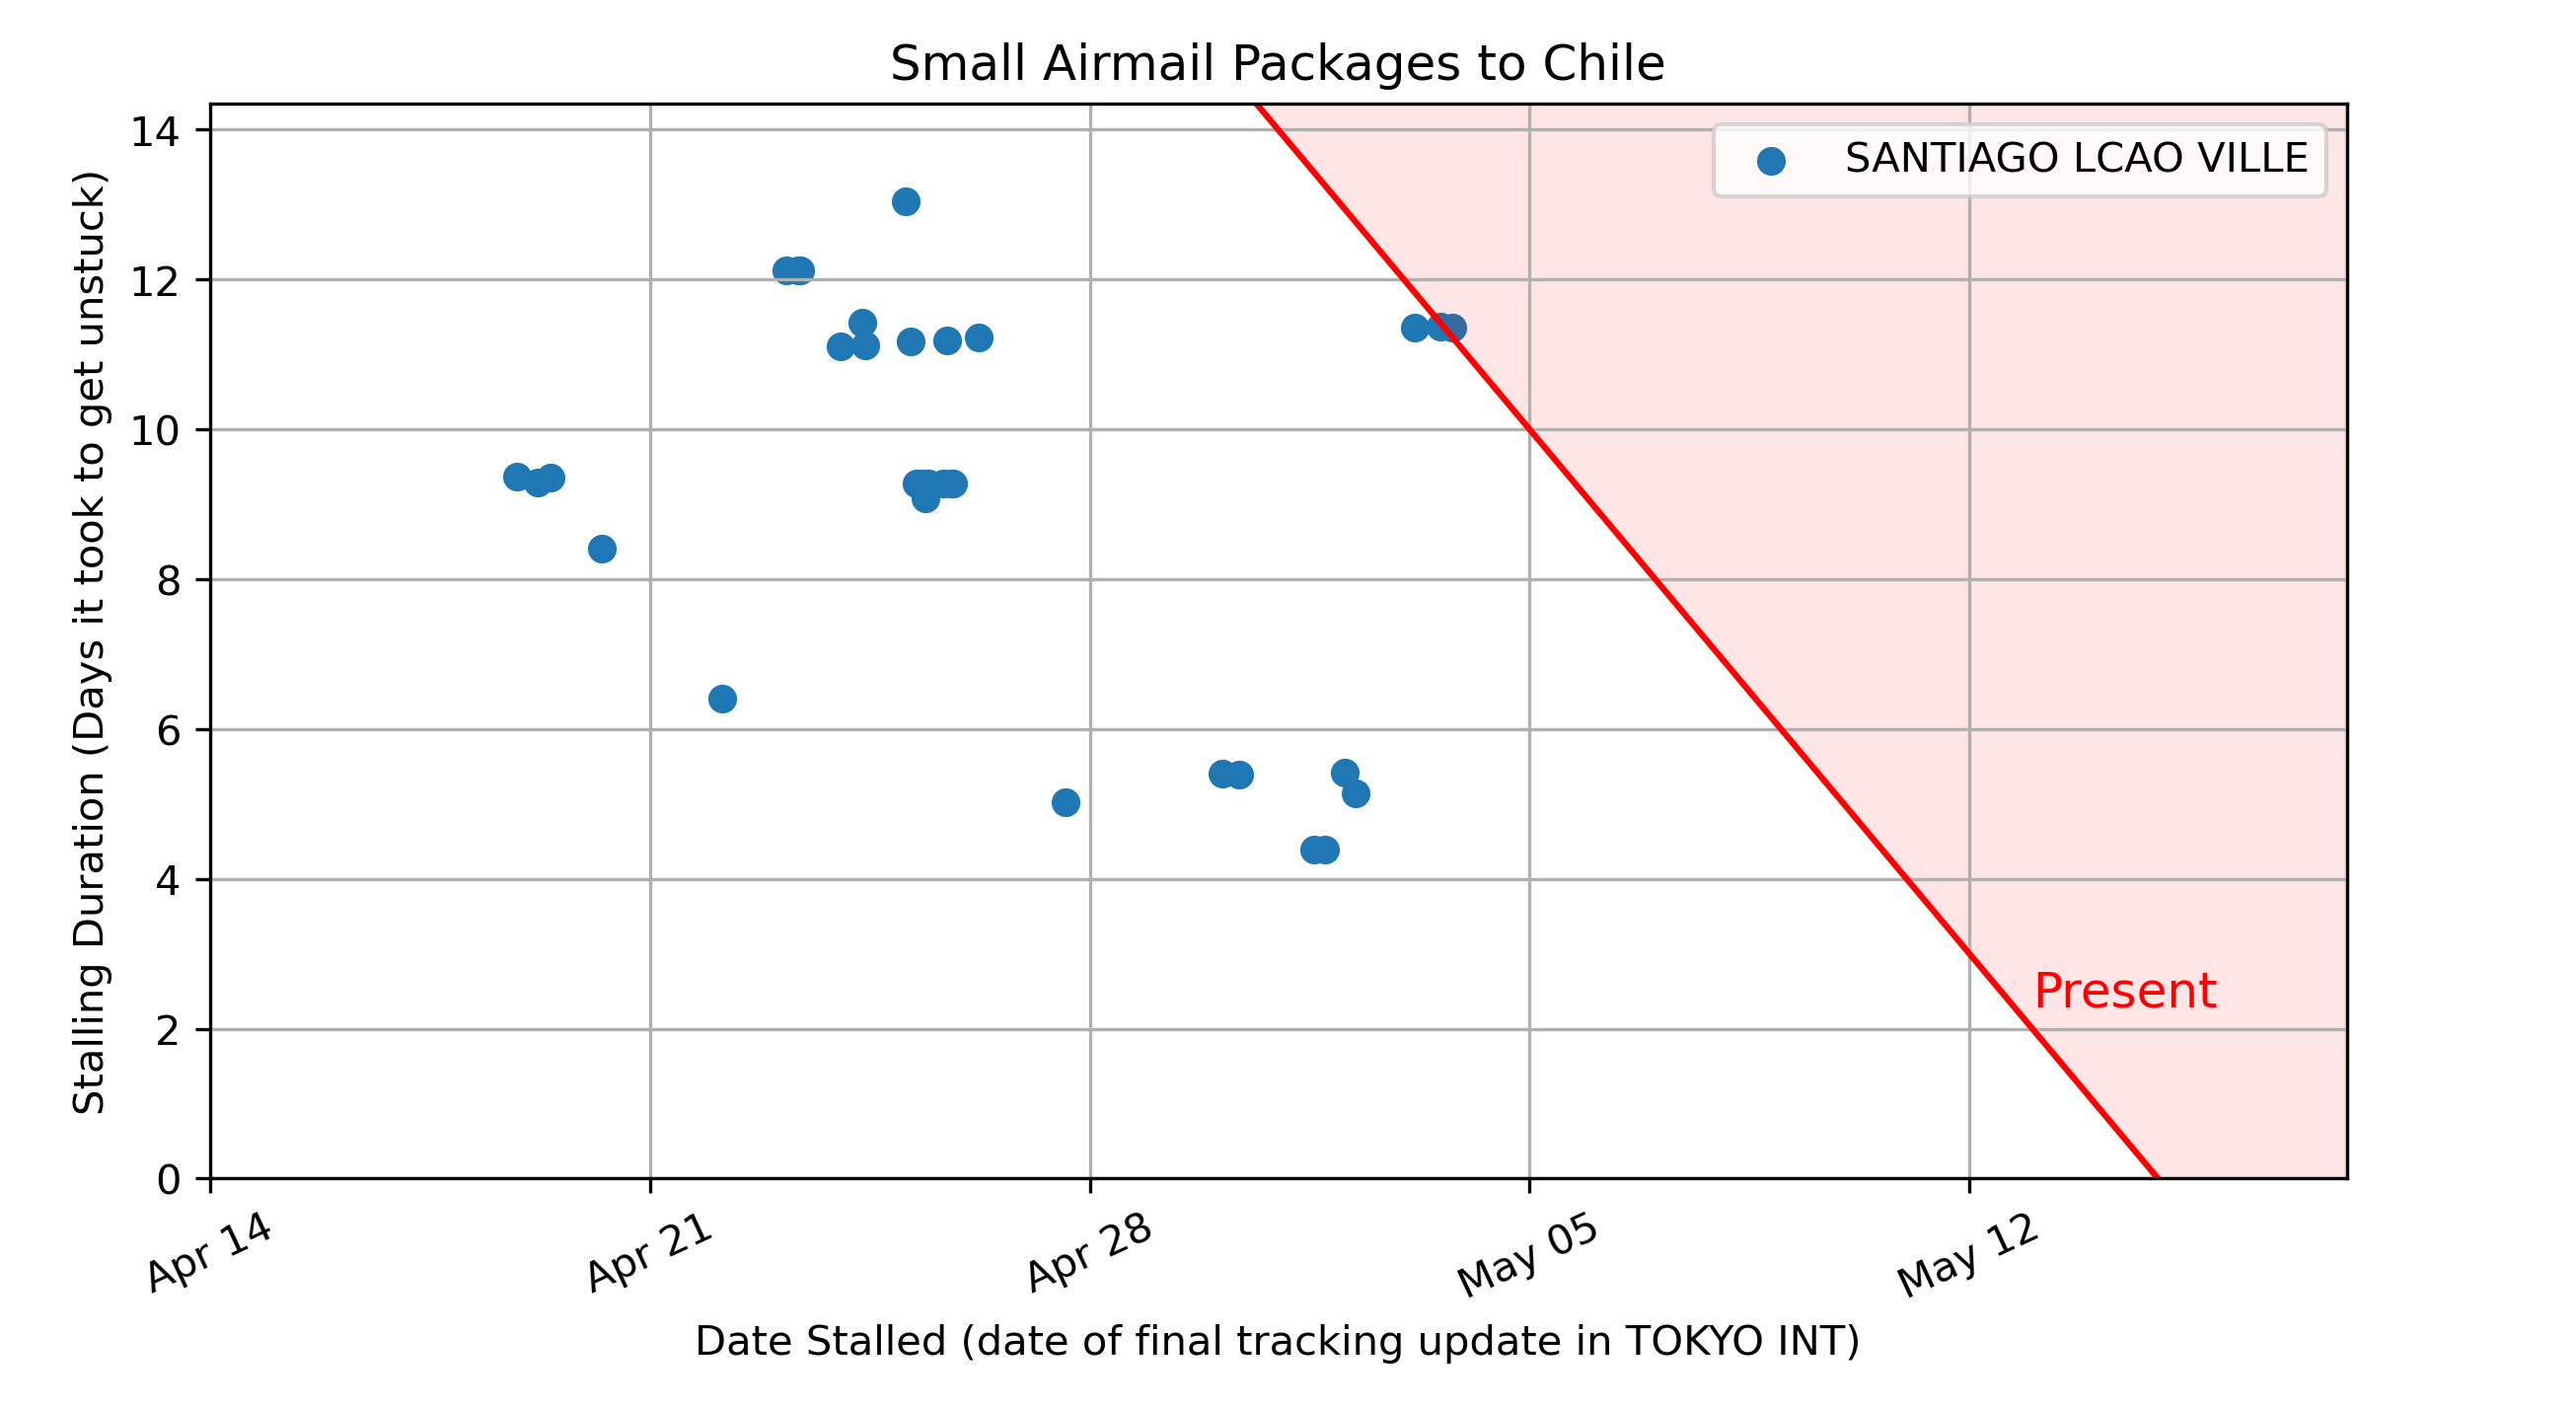 Small Airmail Packages to Chile
SANTIAGO LCAO VILLE
Stalling Duration (Days it took to get unstuck)
14
12
10
8
6
4
2
0
Present
Apr 14
Apr 21
Apr 28
May 05
May 12
Date Stalled (date of final tracking update in TOKYO INT)